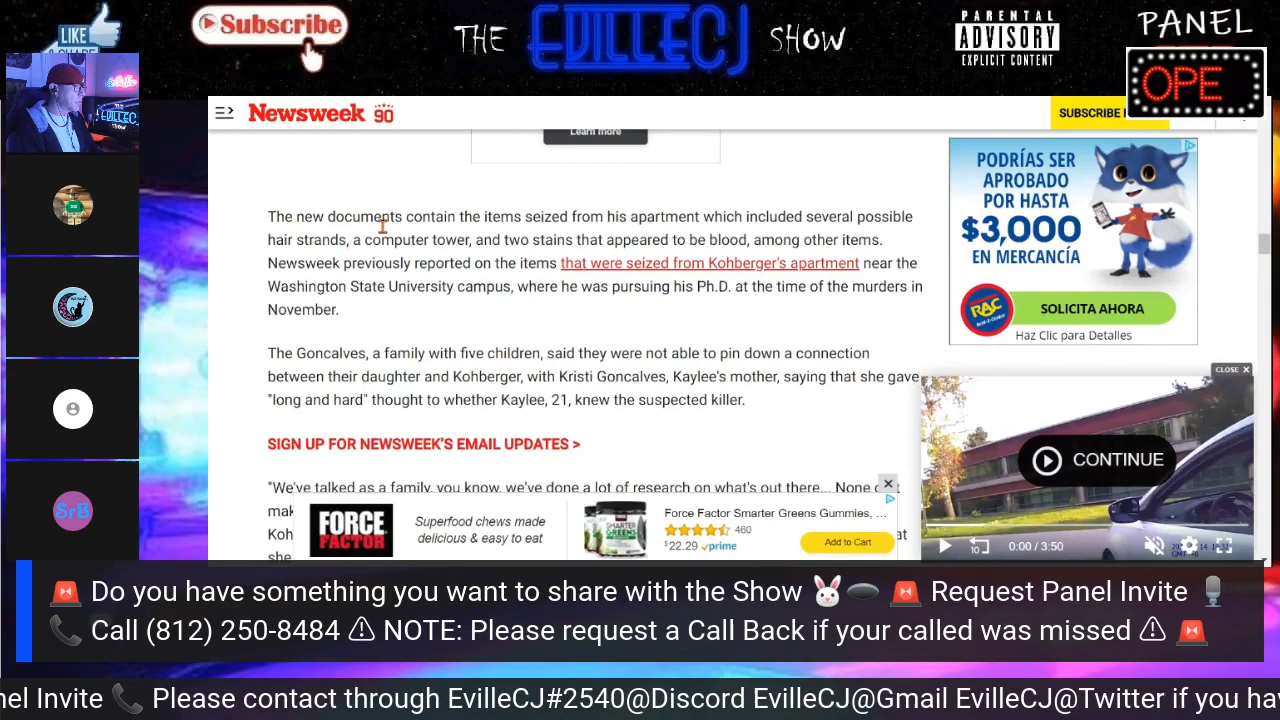 LIKE
Subscribe
THE EVILLECJ SHOW
PARENTAL
ADVISORY
EXPLICIT CONTENT
PANEL
OPE
Newsweek 90
SUBSCRIBE
Learn more
The new documents contain the items seized from his apartment which included several possible
hair strands, a computer tower, and two stains that appeared to be blood, among other items.
Newsweek previously reported on the items that were seized from Kohberger's apartment near the
Washington State University campus, where he was pursuing his Ph.D. at the time of the murders in
November.
The Goncalves, a family with five children, said they were not able to pin down a connection
between their daughter and Kohberger, with Kristi Goncalves, Kaylee's mother, saying that she gave
"long and hard" thought to whether Kaylee, 21, knew the suspected killer.
SIGN UP FOR NEWSWEEK'S EMAIL UPDATES >
"We've talked as a family, you know, we've done a lot of research on what's out there... None
mak
Koh
she
PODRÍAS SER
APROBADO
POR HASTA
$3,000
EN MERCANCÍA
RAC
SOLICITA AHORA
Haz Clic para Detalles
CLOSE X
CONTINUE
10
0:00 / 3:50
FORCE
FACTOR
Superfood chews made
delicious & easy to eat
SMARTER
GREENS
Force Factor Smarter Greens Gummies, ...
460
$22.29 prime
Add to Cart
SrB
Do you have something you want to share with the Show 🐰🕳️ 🚨 Request Panel Invite
Call (812) 250-8484 ⚠ NOTE: Please request a Call Back if your called was missed ⚠
nel Invite 📞 Please contact through EvilleCJ#2540@Discord EvilleCJ@Gmail EvilleCJ@Twitter if you ha